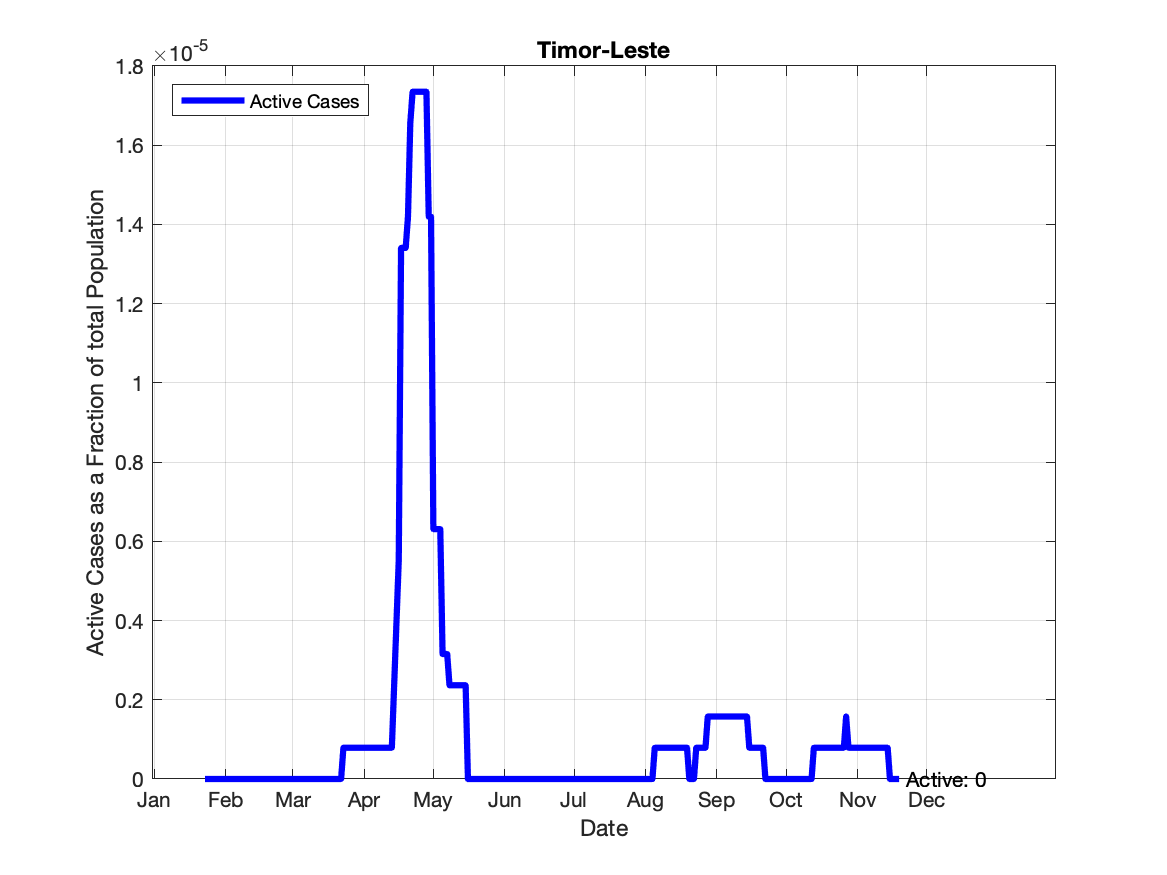 Timor-Leste
×10-5
Active Cases
1.8
1.6
1.4
1.2
1
0.8
0.6
0.4
0.2
0
Active Cases as a Fraction of total Population
Active: 0
Jan Feb Mar Apr May Jun Jul Aug Sep Oct Nov Dec
Date